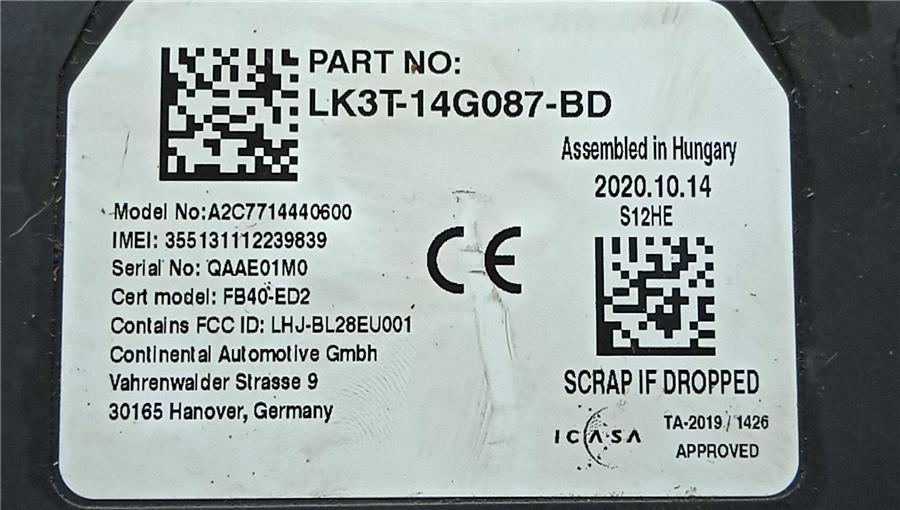 PART NO:
LK3T-14G087-BD
Assembled in Hungary
2020.10.14
S12HE
Model No:A2C7714440600
IMEI: 355131112239839
Serial No: QAAE01M0
Cert model: FB40-ED2
Contains FCC ID: LHJ-BL28EU001
Continental Automotive Gmbh
Vahrenwalder Strasse 9
30165 Hanover, Germany
CE
SCRAP IF DROPPED
ICASA
TA-2019 / 1426
APPROVED